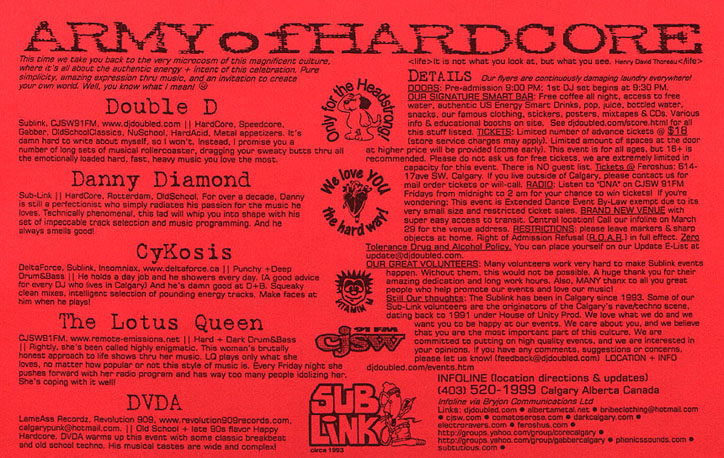 ARMY of HARDCORE
This time we take you back to the very microcosm of this magnificent culture,
where it's all about the authentic energy + intent of this celebration. Pure
simplicity, amazing expression thru music, and an invitation to create
your own world. Well, you know what I mean!
Double D
Sublink, CJSW91FM, www.djdoubled.com || HardCore, Speedcore,
Gabber, OldSchoolClassics, NuSchool, HardAcid, Metal appetizers. It's
damn hard to write about myself, so I won't. Instead, I promise you a
number of long sets of musical rollercoaster, dragging your sweaty butts thru all
the emotionally loaded hard, fast, heavy music you love the most.
Danny Diamond
Sub-Link || HardCore, Rotterdam, OldSchool. For over a decade, Danny
is still a perfectionist who simply radiates his passion for the music he
loves. Technically phenomenal, this lad will whip you into shape with his
set of impeccable track selection and music programming. And he
always smells good!
CyKosis
DeltaForce, Sublink, Insomniax, www.deltaforce.ca || Punchy +Deep
Drum&Bass || He holds a day job and he showers every day. (A good advice
for every DJ who lives in Calgary) And he's damn good at D+B. Squeaky
clean mixes, intelligent selection of pounding energy tracks. Make faces at
him when he plays!
The Lotus Queen
CJSW91FM, www.remote-emissions.net || Hard + Dark Drum&Bass
|| Rightly, she's been called highly enigmatic. This woman's brutally
honest approach to life shows thru her music. LQ plays only what she
loves, no matter how popular or not this style of music is. Every Friday night she
pushes forward with her radio program and has way too many people idolizing her.
She's coping with it well!
DVDA
LameAss Recordz, Revolution 909, www.revolution909records.com,
calgarypunk@hotmail.com. || Old School + late 90s flavor Happy
Hardcore. DVDA warms up this event with some classic breakbeat
and old school techno. His musical tastes are wide and complex!
Only for the Headstrong!
We love YOU
the hard way!
VITAMIN M
91 FM
cjsw
SUB
LINK
circa 1993
<life>It is not what you look at, but what you see. Henry David Thoreau</life>
DETAILS Our flyers are continuously damaging laundry everywhere!
DOORS: Pre-admission 9:00 PM; 1st DJ set begins at 9:30 PM.
OUR SIGNATURE SMART BAR: Free coffee all night, access to free
water, authentic US Energy Smart Drinks, pop, juice, bottled water,
snacks, our famous clothing, stickers, posters, mixtapes & CDs. Various
info & educational booths on site. See djdoubled.com/store.html for all
this stuff listed. TICKETS: Limited number of advance tickets @ $18
(store service charges may apply). Limited amount of spaces at the door
at higher price will be provided (come early). This event is for all ages, but 16+ is
recommended. Please do not ask us for free tickets, we are extremely limited in
capacity for this event. There is NO guest list. Tickets @ Feroshus: 614-
17ave SW, Calgary. If you live outside of Calgary, please contact us for
mail order tickets or will-call. RADIO: Listen to "DNA" on CJSW 91FM
Fridays from midnight to 2 am for your chance to win tickets! If you're
wondering: This event is Extended Dance Event By-Law exempt due to its
very small size and restricted ticket sales. BRAND NEW VENUE with
super easy access to transit. Central location! Call our infoline on March
29 for the venue address. RESTRICTIONS: please leave markers & sharp
objects at home. Right of Admission Refusal (R.O.A.R.) in full effect. Zero
Tolerance Drug and Alcohol Policy. You can place yourself on our Update E-List at
update@djdoubled.com.
OUR GREAT VOLUNTEERS: Many volunteers work very hard to make Sublink events
happen. Without them, this would not be possible. A huge thank you for their
amazing dedication and long work hours. Also, MANY thanx to all you great
people who help promote our events and love our music!
Still Our thoughts: The Sublink has been in Calgary since 1993. Some of our
Sub-Link volunteers are the originators of the Calgary's rave/techno scene,
dating back to 1991 under House of Unity Prod. We love what we do and we
want you to be happy at our events. We care about you, and we believe
that you are the most important part of this culture. We are
committed to putting on high quality events, and we are interested in
your opinions. If you have any comments, suggestions or concerns,
please let us know! (feedback@djdoubled.com) LOCATION + INFO
djdoubled.com/events.htm
INFOLINE (location directions & updates)
(403) 520-1999 Calgary Alberta Canada
Infoline via Bryjon Communications Ltd
Links: djdoubled.com ● albertametal.net ● bribeclothing@hotmail.com
● cjsw.com ● comatoserose.com ● darkcalgary.com ●
electroravers.com ● feroshus.com ●
http://groups.yahoo.com/group/corecalgary ●
http://groups.yahoo.com/group/gabbercalgary ● phonicssounds.com ●
subtutious.com ●